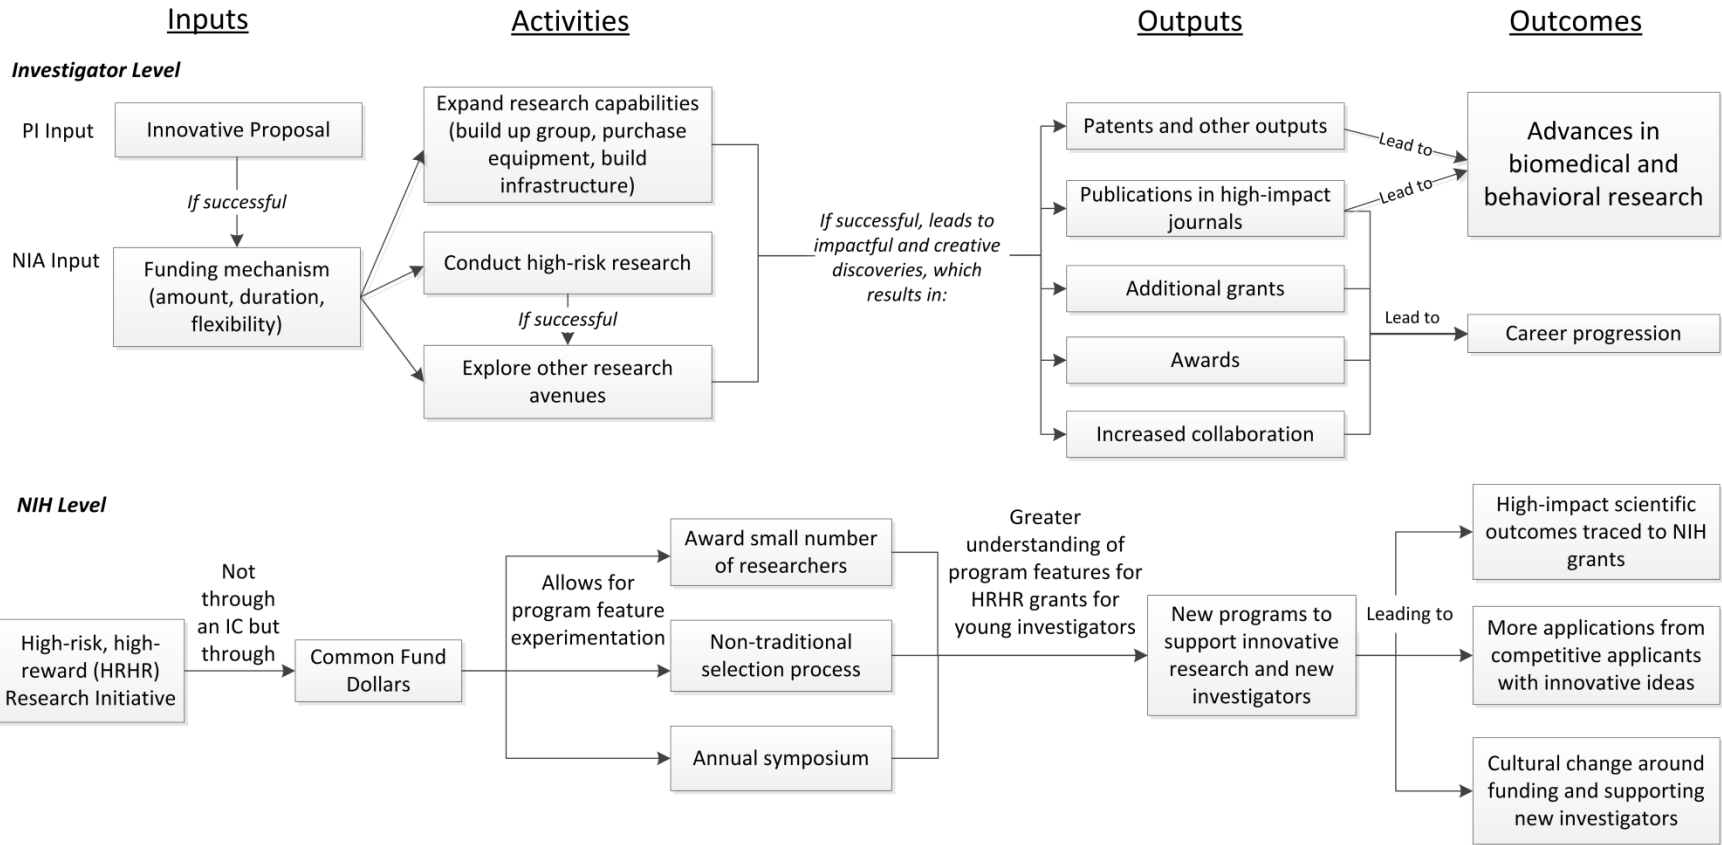 Inputs
Activities
Outputs
Outcomes
Investigator Level
PI Input
Innovative Proposal
If successful
NIA Input
Funding mechanism
(amount, duration,
flexibility)
Expand research capabilities
(build up group, purchase
equipment, build
infrastructure)
Conduct high-risk research
If successful
Explore other research
avenues
If successful, leads to
impactful and creative
discoveries, which
results in:
Patents and other outputs
Publications in high-impact
journals
Additional grants
Awards
Increased collaboration
Lead to
Lead to
Lead to
Advances in
biomedical and
behavioral research
Career progression
NIH Level
High-risk, high-
reward (HRHR)
Research Initiative
Not
through
an IC but
through
Common Fund
Dollars
Allows for
program feature
experimentation
Award small number
of researchers
Non-traditional
selection process
Annual symposium
Greater
understanding of
program features for
HRHR grants for
young investigators
New programs to
support innovative
research and new
investigators
Leading to
High-impact scientific
outcomes traced to NIH
grants
More applications from
competitive applicants
with innovative ideas
Cultural change around
funding and supporting
new investigators